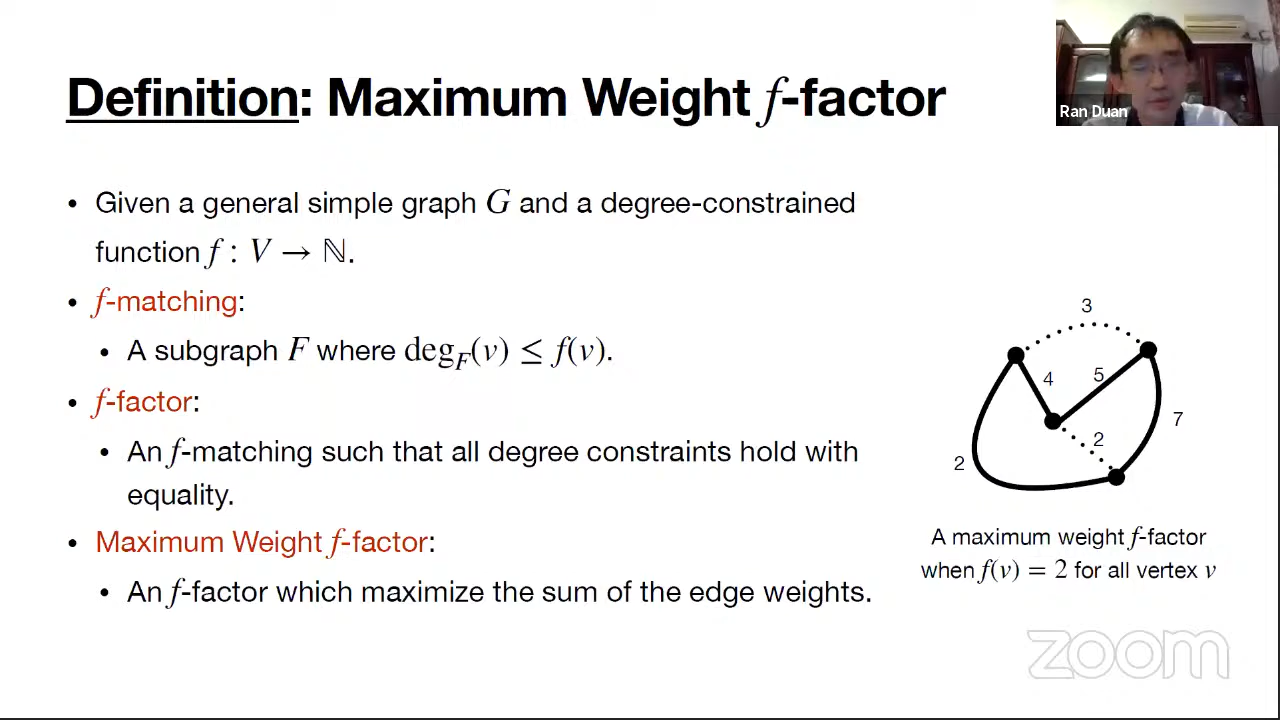 Definition: Maximum Weight f-factor
Ran Duan
• Given a general simple graph G and a degree-constrained
function f : V → ℕ.
• f-matching:
• A subgraph F where deg_F(v) ≤ f(v).
• f-factor:
• An f-matching such that all degree constraints hold with
equality.
• Maximum Weight f-factor:
• An f-factor which maximize the sum of the edge weights.
3
4
5
7
2
2
A maximum weight f-factor
when f(v) = 2 for all vertex v
zoom